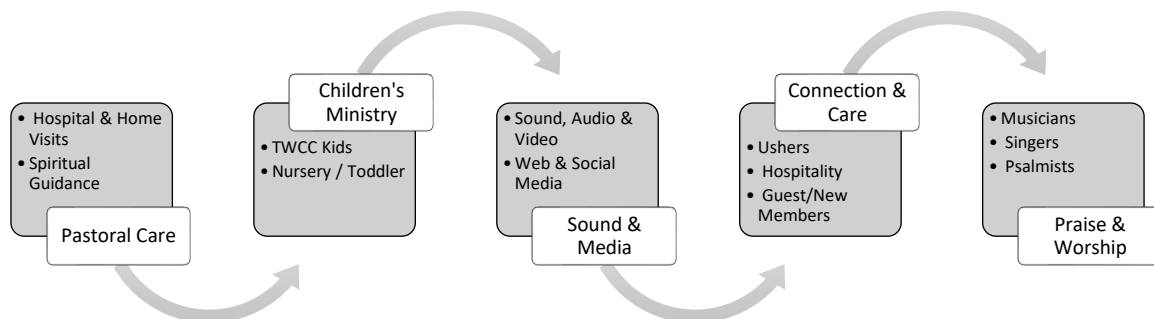 • Hospital & Home
Visits
• Spiritual
Guidance
Pastoral Care
Children's
Ministry
• TWCC Kids
• Nursery / Toddler
• Sound, Audio &
Video
• Web & Social
Media
Sound &
Media
Connection &
Care
• Ushers
• Hospitality
• Guest/New
Members
• Musicians
• Singers
• Psalmists
Praise &
Worship